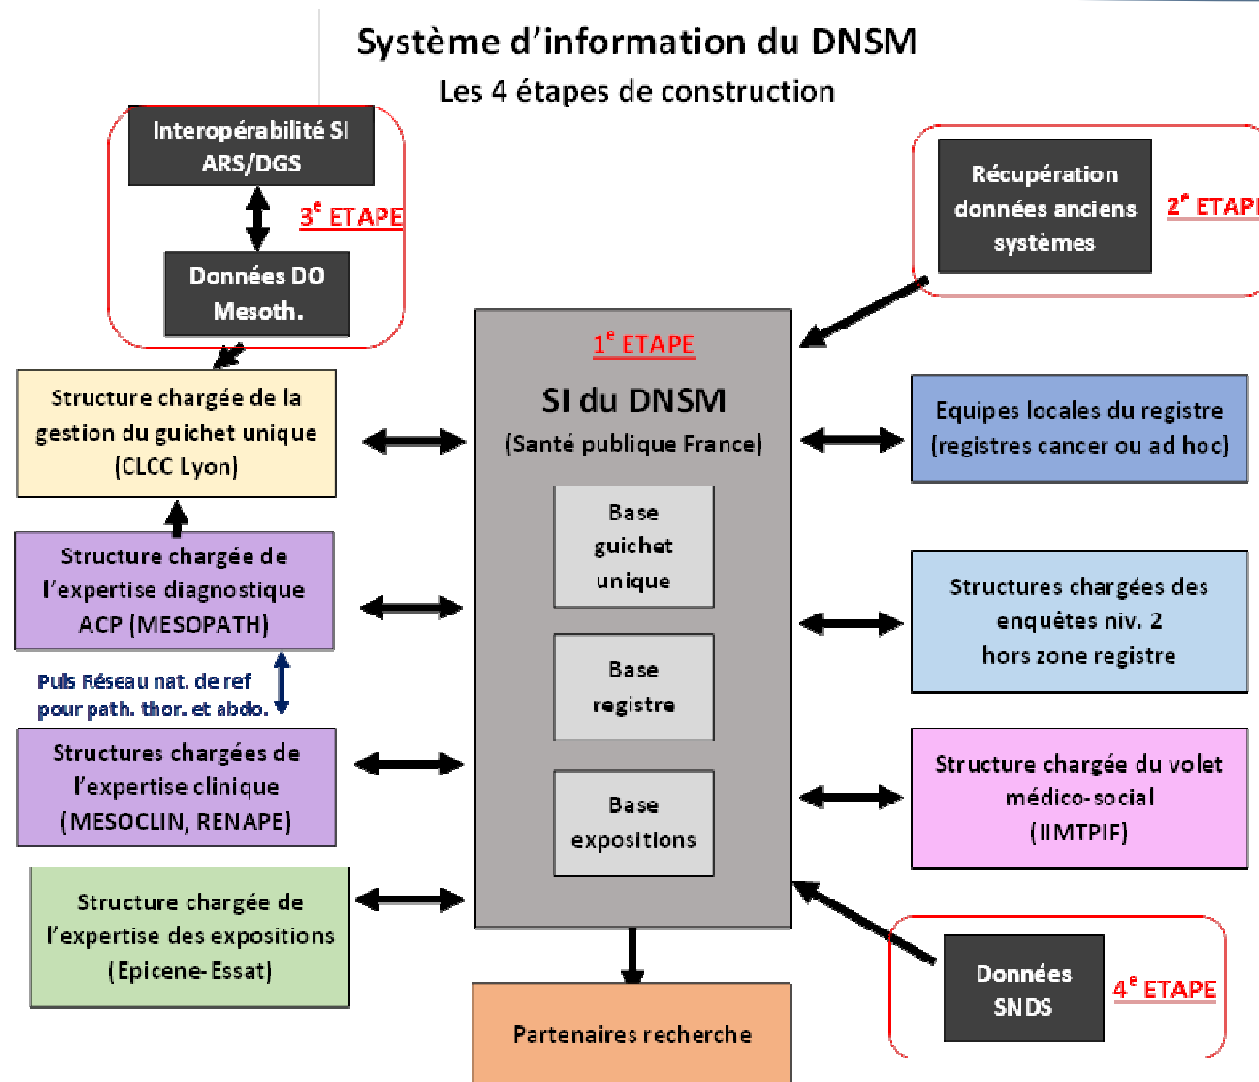 Système d'information du DNSM
Les 4 étapes de construction
Interopérabilité SI
ARS/DGS
3e ETAPE
Données DO
Mesoth.
Récupération
données anciens
systèmes
2e ETAPE
1e ETAPE
SI du DNSM
(Santé publique France)
Base
guichet
unique
Base
registre
Base
expositions
Structure chargée de la
gestion du guichet unique
(CLCC Lyon)
Structure chargée de
l'expertise diagnostique
ACP (MESOPATH)
Puis Réseau nat. de ref
pour path. thor. et abdo.
Structures chargées de
l'expertise clinique
(MESOCLIN, RENAPE)
Structure chargée de
l'expertise des expositions
(Epicene-Essat)
Equipes locales du registre
(registres cancer ou ad hoc)
Structures chargées des
enquêtes niv. 2
hors zone registre
Structure chargée du volet
médico-social
(IIMTPIF)
Données
SNDS
4e ETAPE
Partenaires recherche